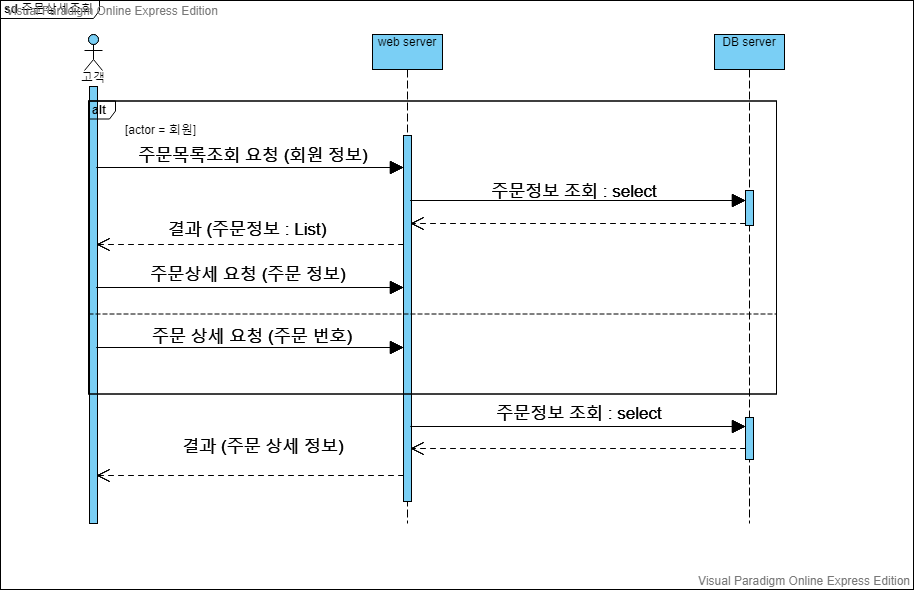 sd 주문상세조회
Visual Paradigm Online Express Edition
고객
web server
DB server
alt
[actor = 회원]
주문목록조회 요청 (회원 정보)
주문정보 조회 : select
결과 (주문정보 : List)
주문상세 요청 (주문 정보)
주문 상세 요청 (주문 번호)
주문정보 조회 : select
결과 (주문 상세 정보)
Visual Paradigm Online Express Edition